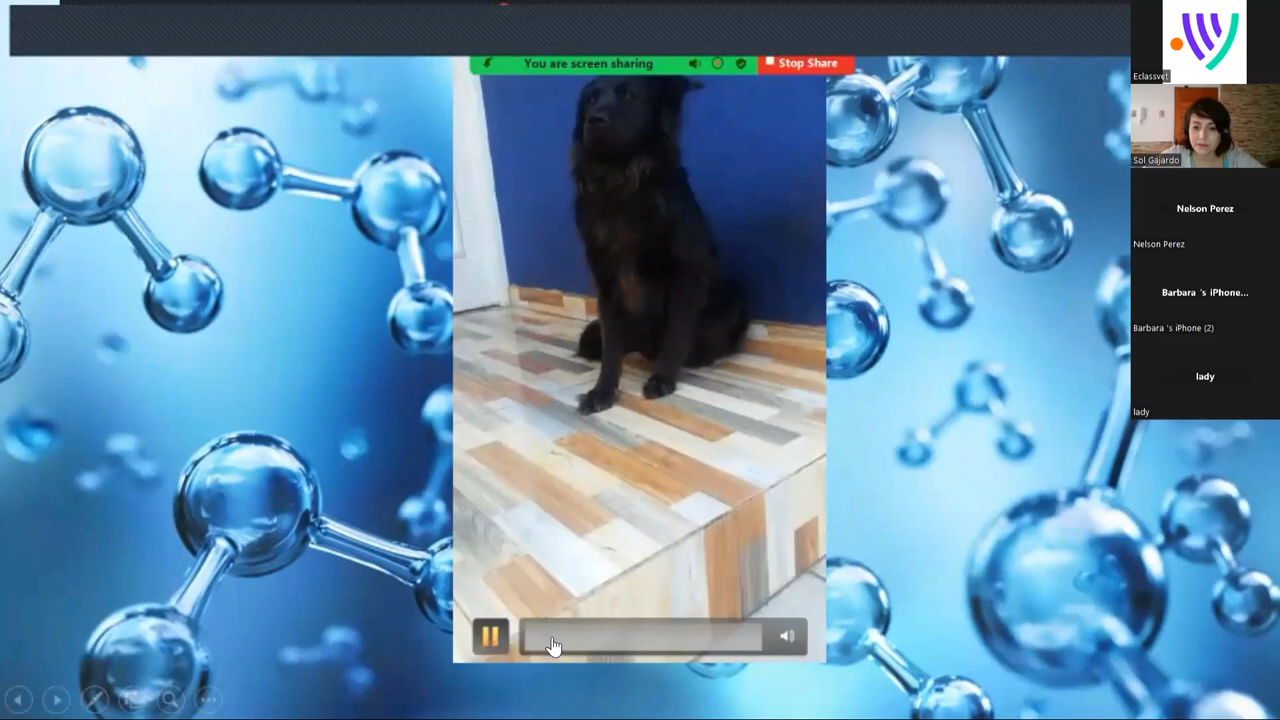 You are screen sharing
Stop Share
Eclassvet
Sol Gajardo
Nelson Perez
Nelson Perez
Barbara 's iPhone...
Barbara 's iPhone (2)
lady
lady